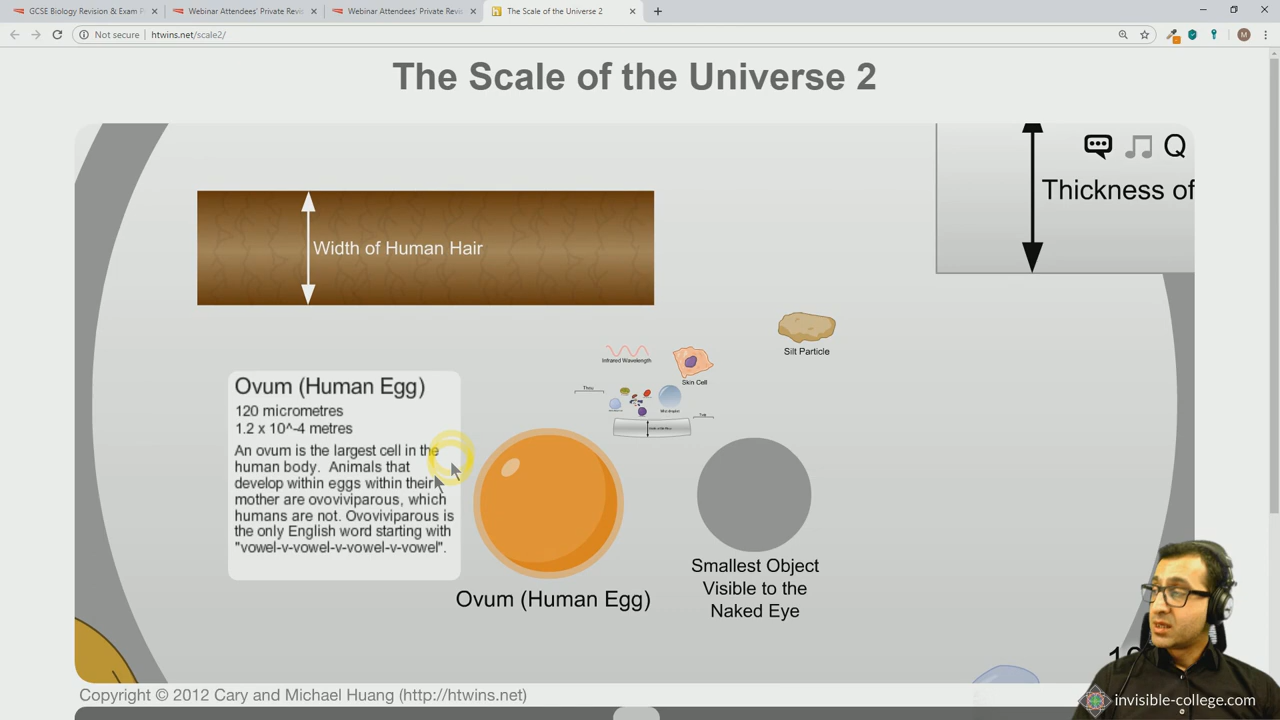 GCSE Biology Revision & Exam P
Webinar Attendees' Private Revis
Webinar Attendees' Private Revis
The Scale of the Universe 2
Not secure
htwins.net/scale2/
M
The Scale of the Universe 2
Q
Thickness of
Width of Human Hair
Silt Particle
Infrared Wavelength
Skin Cell
Ovum (Human Egg)
120 micrometres
1.2 x 10^-4 metres
An ovum is the largest cell in the
human body. Animals that
develop within eggs within their
mother are ovoviviparous, which
humans are not. Ovoviviparous is
the only English word starting with
"vowel-v-vowel-v-vowel-v-vowel".
Thou
Mist droplet
Ovum (Human Egg)
Smallest Object
Visible to the
Naked Eye
Copyright © 2012 Cary and Michael Huang (http://htwins.net)
invisible-college.com